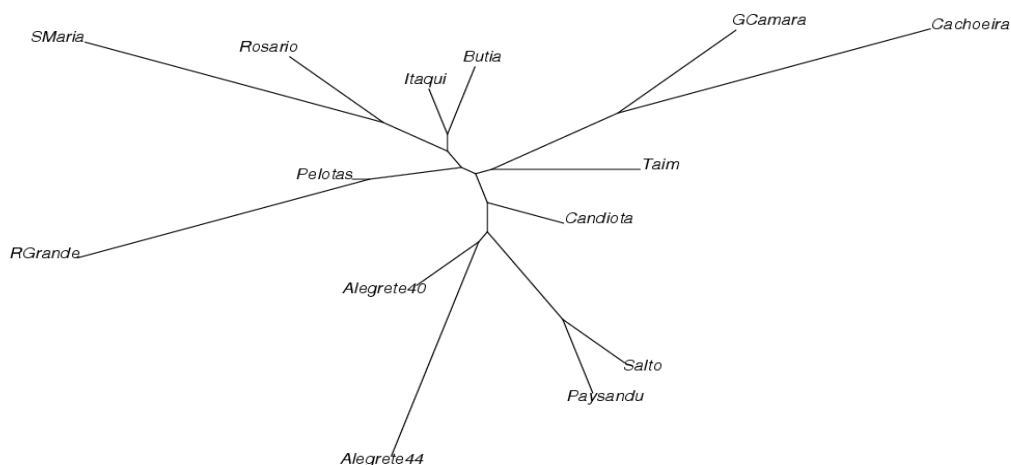 GCamara
Cachoeira
SMaria
Rosario
Butia
Itaqui
Taim
Pelotas
Candiota
RGrande
Alegrete40
Salto
Paysandu
Alegrete44